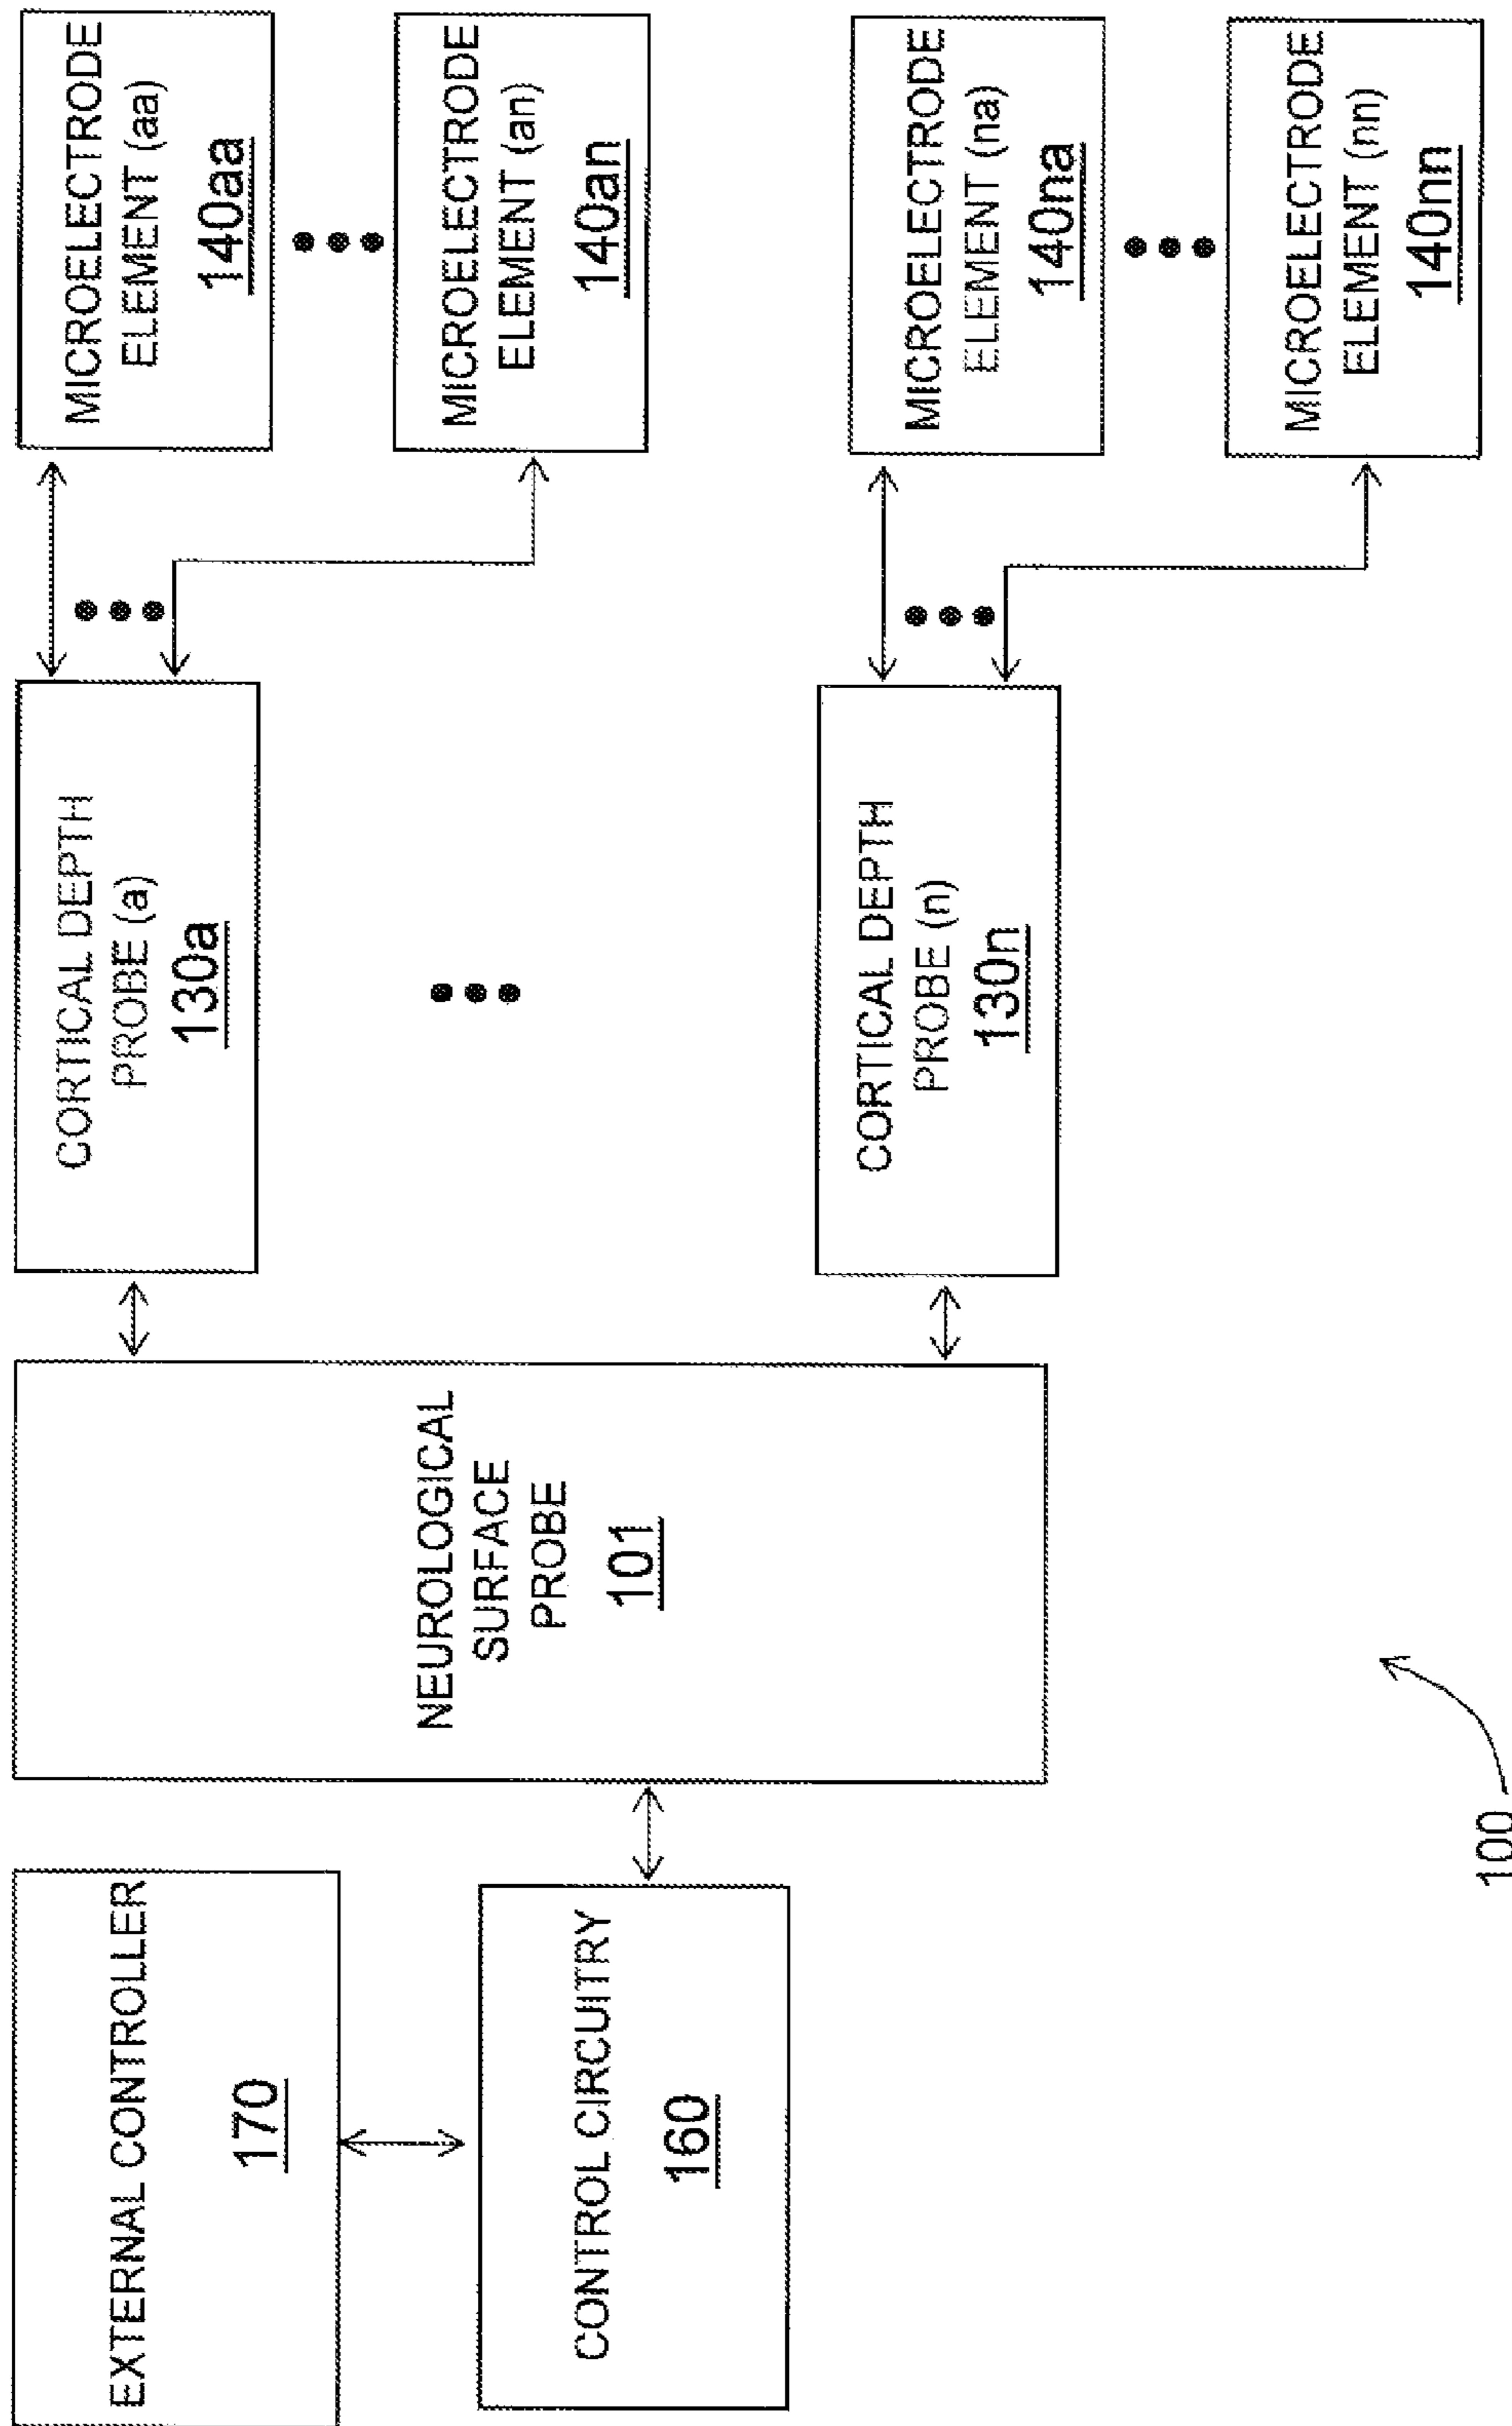 EXTERNAL CONTROLLER
170
CONTROL CIRCUITRY
160
NEUROLOGICAL
SURFACE
PROBE
101
CORTICAL DEPTH
PROBE (a)
130a
CORTICAL DEPTH
PROBE (n)
130n
MICROELECTRODE
ELEMENT (aa)
140aa
MICROELECTRODE
ELEMENT (an)
140an
MICROELECTRODE
ELEMENT (na)
140na
MICROELECTRODE
ELEMENT (nn)
140nn
100